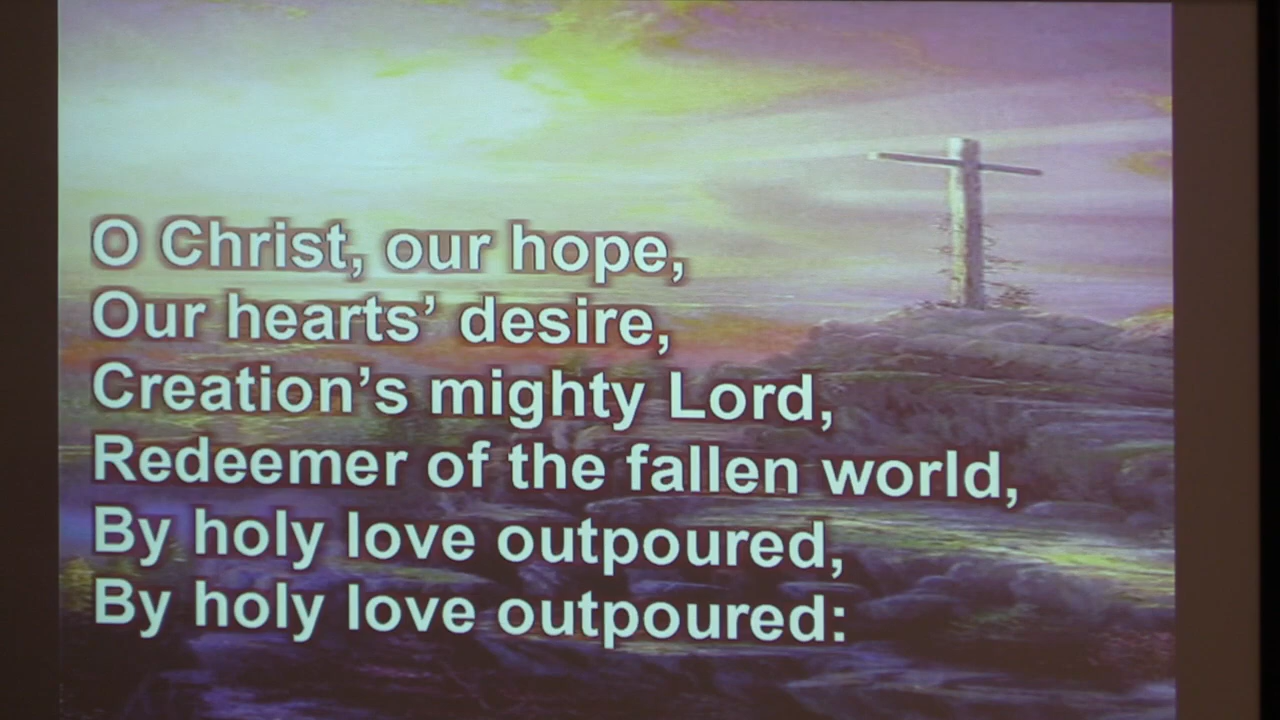 O Christ, our hope,
Our hearts’ desire,
Creation’s mighty Lord,
Redeemer of the fallen world,
By holy love outpoured,
By holy love outpoured: